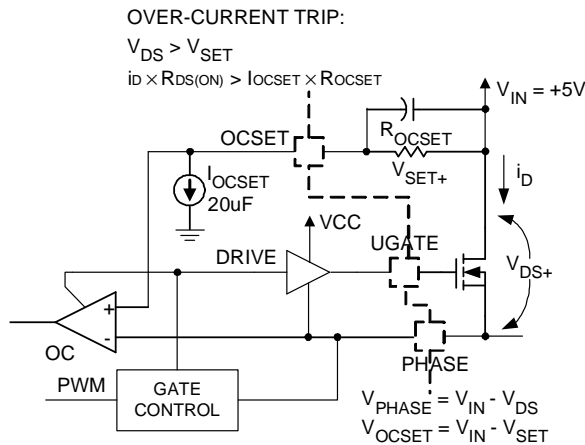 OVER-CURRENT TRIP:
VDS > VSET
iD × RDS(ON) > IOCSET × ROCSET
VIN = +5V
OCSET
ROCSET
VSET+
iD
IOCSET
20uF
VCC
DRIVE
UGATE
VDS+
+
-
OC
PHASE
PWM
GATE
CONTROL
VPHASE = VIN - VDS
VOCSET = VIN - VSET